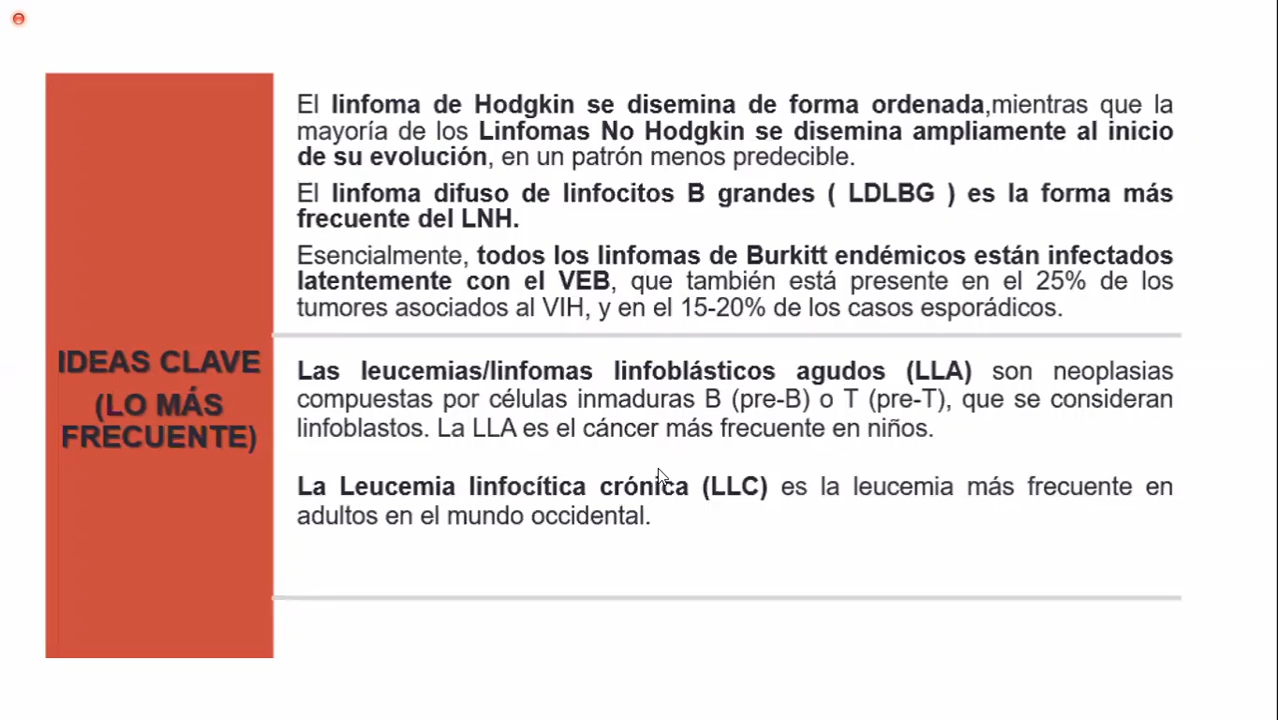 IDEAS CLAVE
(LO MÁS
FRECUENTE)
El linfoma de Hodgkin se disemina de forma ordenada,mientras que la
mayoría de los Linfomas No Hodgkin se disemina ampliamente al inicio
de su evolución, en un patrón menos predecible.
El linfoma difuso de linfocitos B grandes ( LDLBG ) es la forma más
frecuente del LNH.
Esencialmente, todos los linfomas de Burkitt endémicos están infectados
latentemente con el VEB, que también está presente en el 25% de los
tumores asociados al VIH, y en el 15-20% de los casos esporádicos.
Las leucemias/linfomas linfoblásticos agudos (LLA) son neoplasias
compuestas por células inmaduras B (pre-B) o T (pre-T), que se consideran
linfoblastos. La LLA es el cáncer más frecuente en niños.
La Leucemia linfocítica crónica (LLC) es la leucemia más frecuente en
adultos en el mundo occidental.